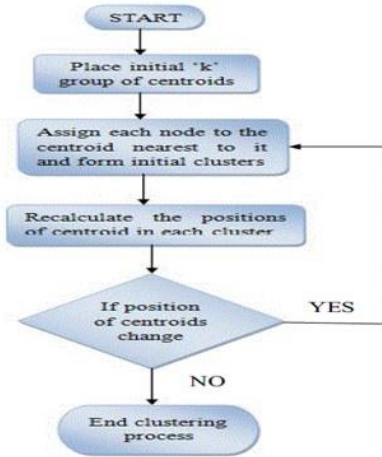 START
Place initial 'k'
group of centroids
Assign each node to the
centroid nearest to it
and form initial clusters
Recalculate the positions
of centroid in each cluster
If position
of centroids
change
YES
NO
End clustering
process